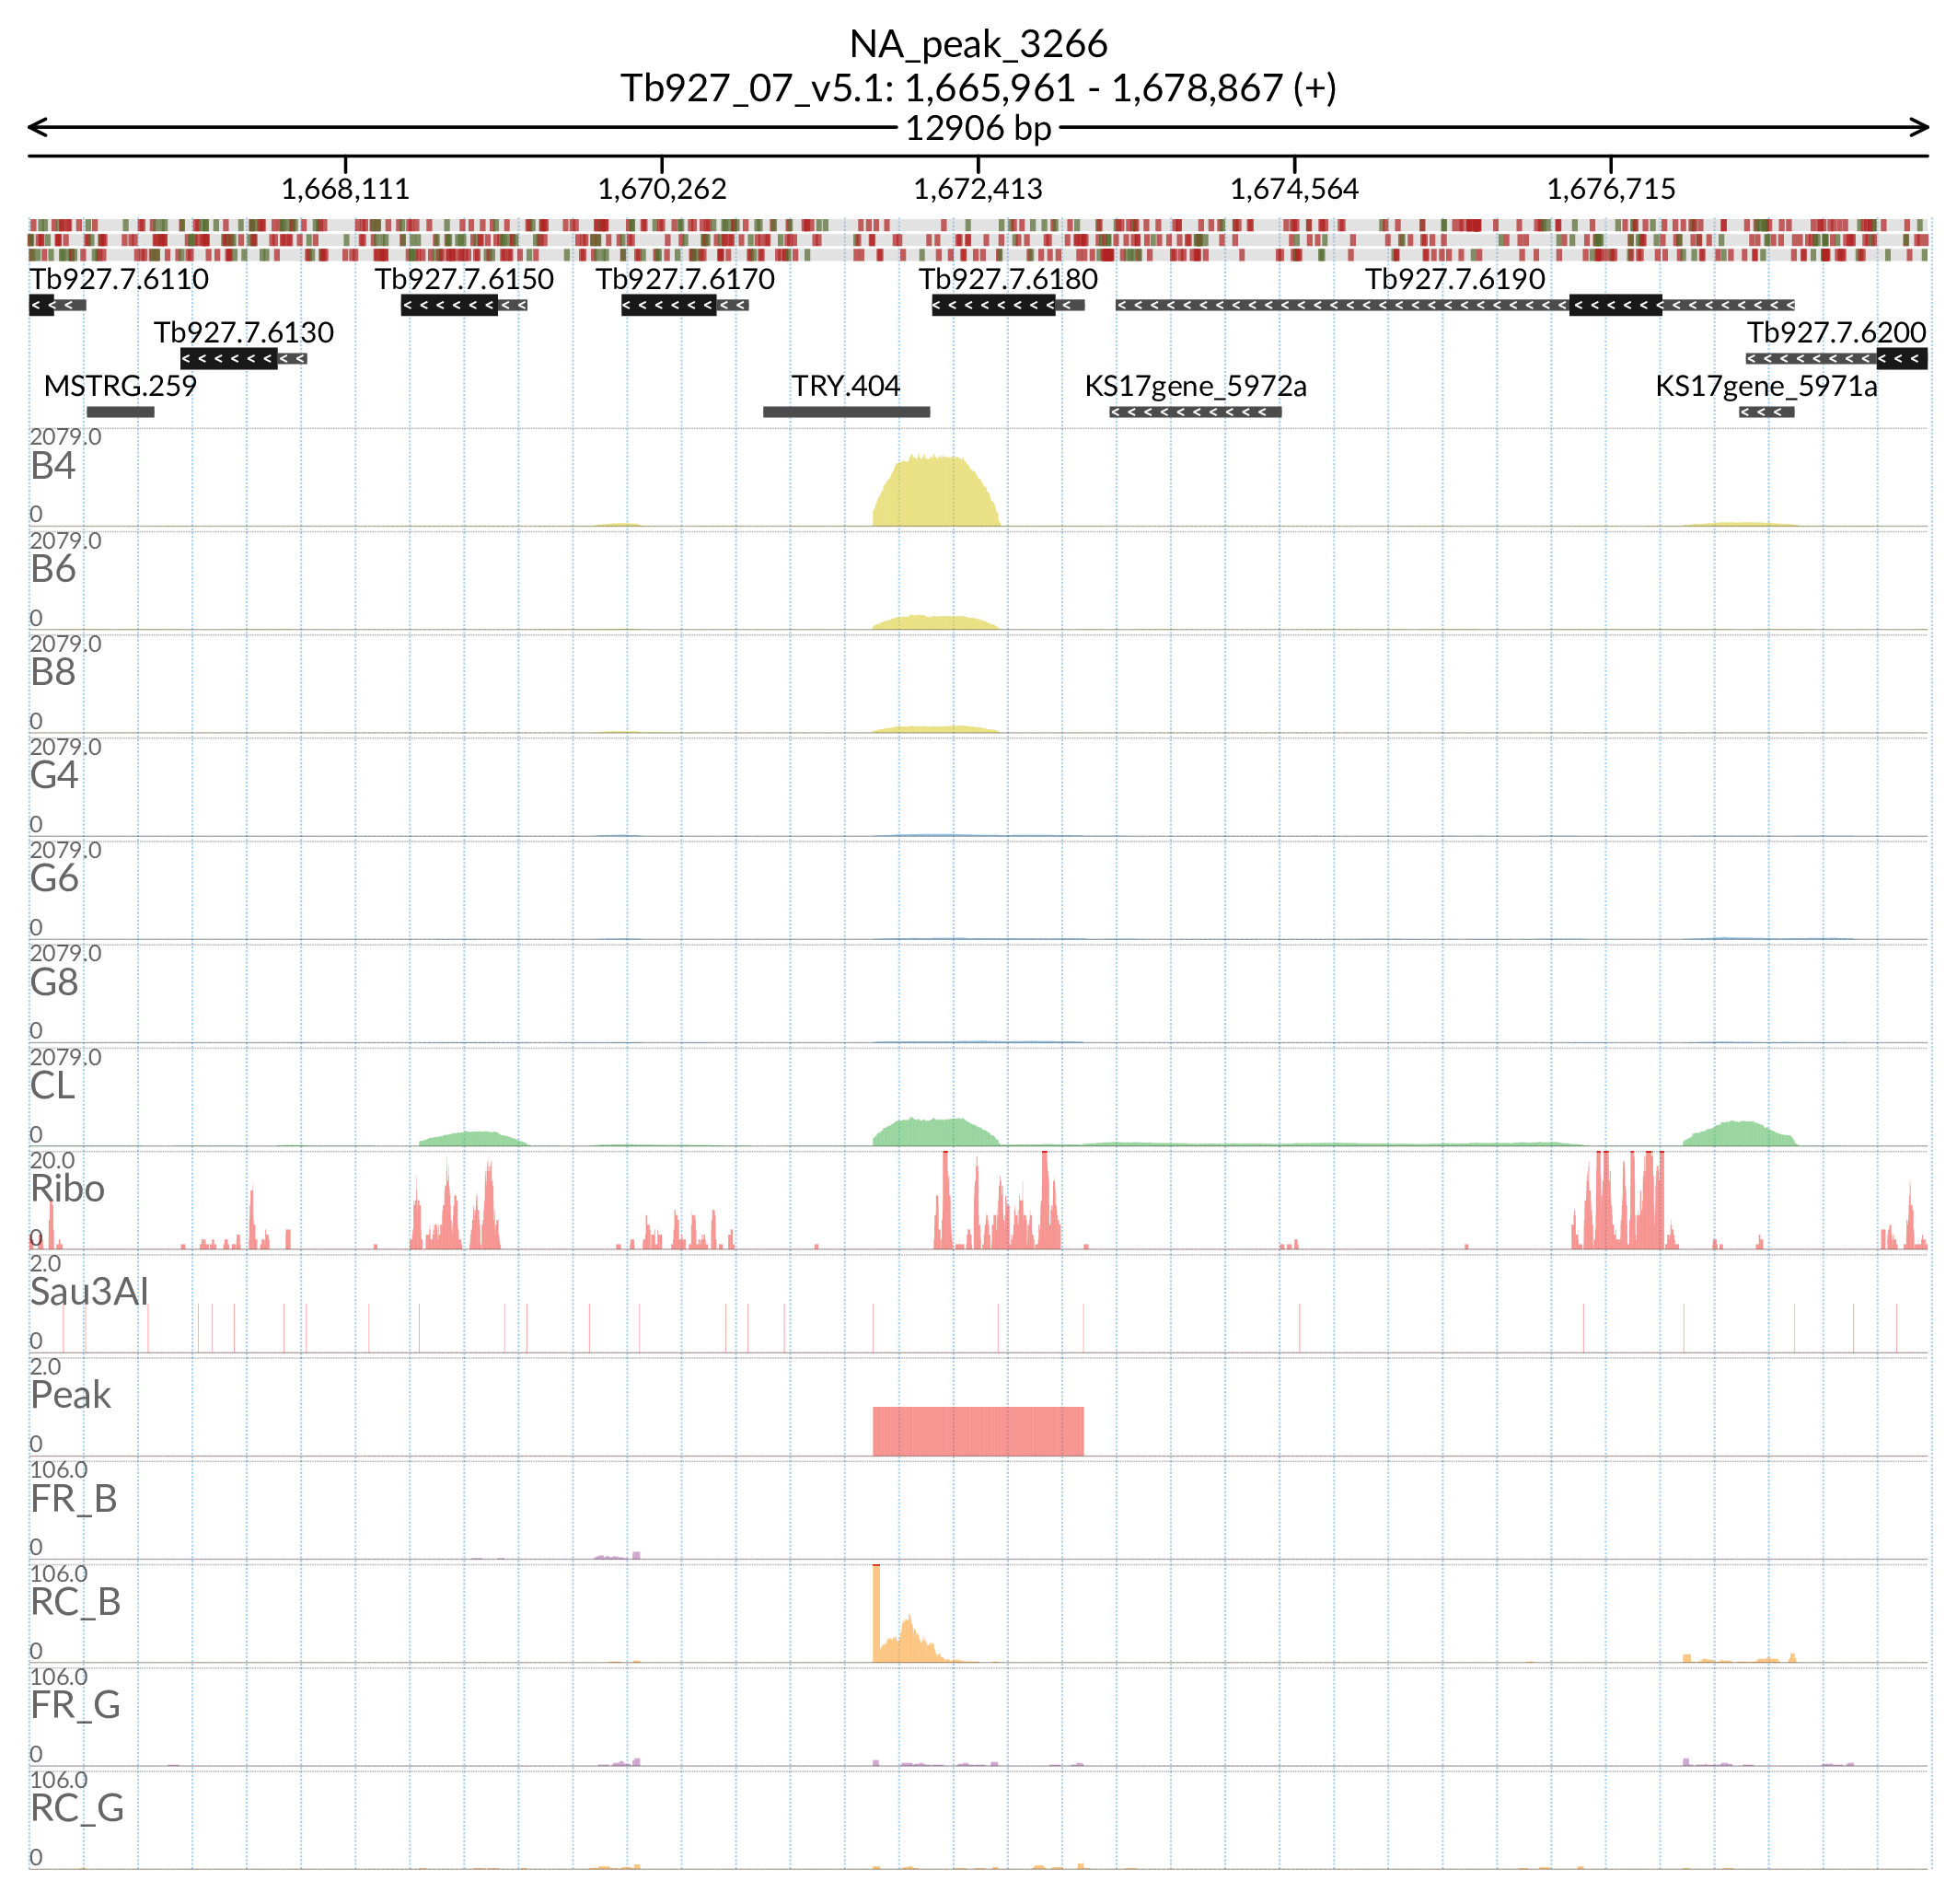 NA_peak_3266
Tb927_07_v5.1: 1,665,961 - 1,678,867 (+)
12906 bp
1,668,111 1,670,262 1,672,413 1,674,564 1,676,715
Tb927.7.6110 Tb927.7.6150 Tb927.7.6170 Tb927.7.6180 Tb927.7.6190
Tb927.7.6130 Tb927.7.6200
MSTRG.259 TRY.404 KS17gene_5972a KS17gene_5971a
2079.0
B4
0
2079.0
B6
0
2079.0
B8
0
2079.0
G4
0
2079.0
G6
0
2079.0
G8
0
2079.0
CL
0
20.0
Ribo
0
2.0
Sau3AI
0
2.0
Peak
0
106.0
FR_B
0
106.0
RC_B
0
106.0
FR_G
0
106.0
RC_G
0